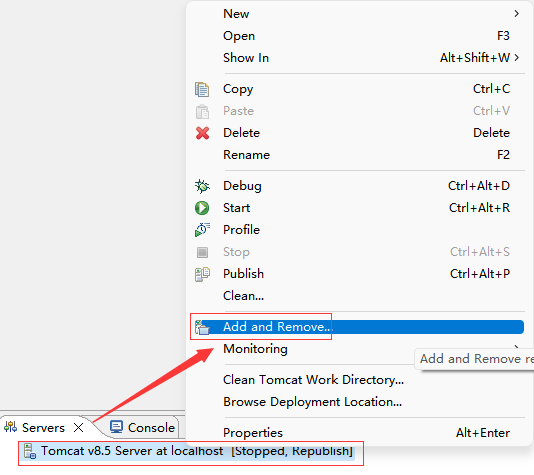 New
Open F3
Show In Alt+Shift+W
Copy Ctrl+C
Paste Ctrl+V
Delete Delete
Rename F2
Debug Ctrl+Alt+D
Start Ctrl+Alt+R
Profile
Stop Ctrl+Alt+S
Publish Ctrl+Alt+P
Clean...
Add and Remove...
Monitoring
Add and Remove re
Clean Tomcat Work Directory...
Browse Deployment Location...
Properties Alt+Enter
Servers Console
Tomcat v8.5 Server at localhost [Stopped, Republish]